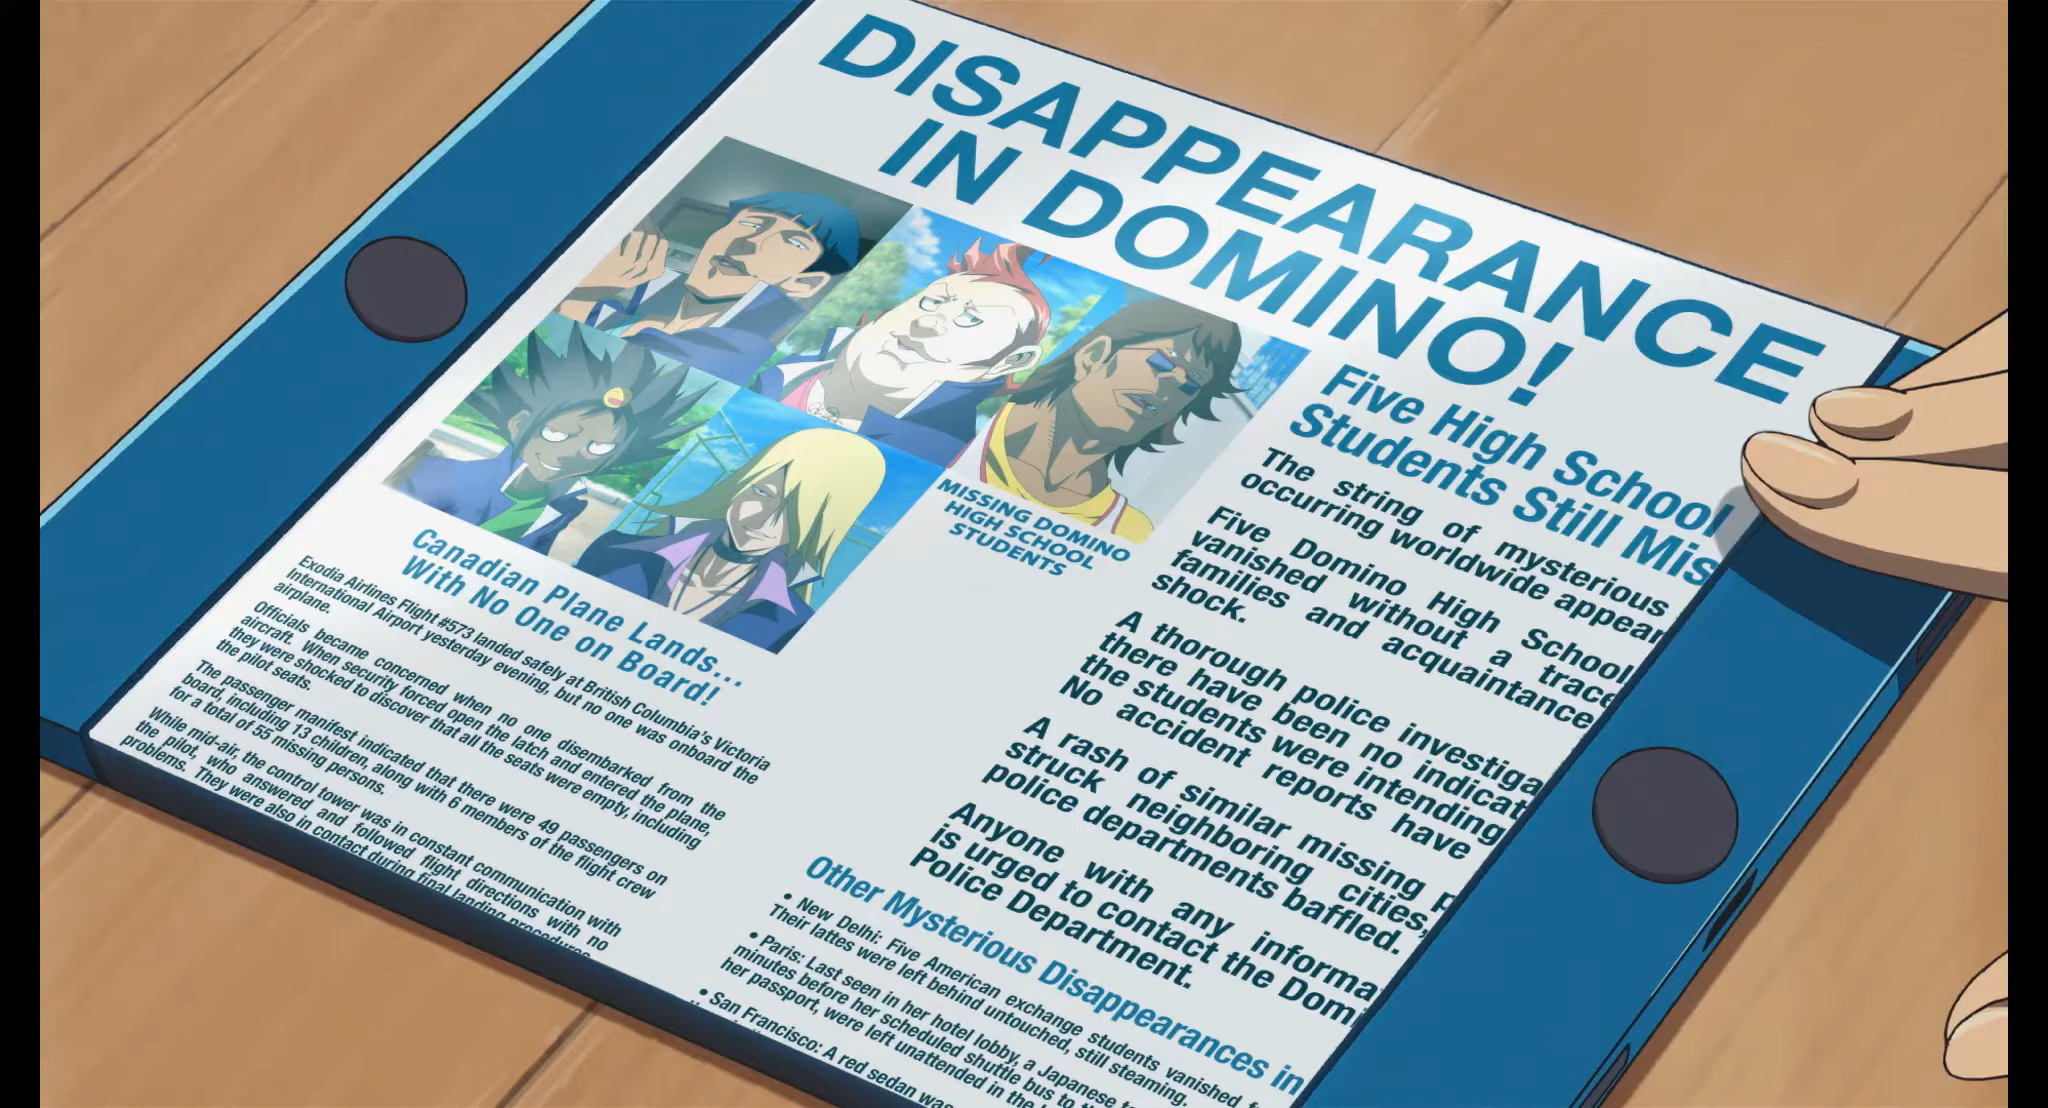 DISAPPEARANCE
IN DOMINO!
MISSING DOMINO
HIGH SCHOOL
STUDENTS
Five High School
Students Still Mis
The string of mysterious
occurring worldwide appear
Five Domino High School
vanished without a trace
families and acquaintance
shock.
A thorough police investiga
there have been no indicat
the students were intending
No accident reports have
A rash of similar missing p
struck neighboring cities,
police departments baffled.
Anyone with any informa
is urged to contact the Dom
Police Department.
Canadian Plane Lands...
With No One on Board!
Exodia Airlines Flight #573 landed safely at British Columbia's Victoria
International Airport yesterday evening, but no one was onboard the
airplane.
Officials became concerned when no one disembarked from the
aircraft. When security forced open the latch and entered the plane,
they were shocked to discover that all the seats were empty, including
the pilot seats.
The passenger manifest indicated that there were 49 passengers on
board, including 13 children, along with 6 members of the flight crew
for a total of 55 missing persons.
While mid-air, the control tower was in constant communication with
the pilot, who answered and followed flight directions with no
problems. They were also in contact during final landing procedure
Other Mysterious Disappearances in
• New Delhi: Five American exchange students vanished
Their lattes were left behind untouched, still steaming.
• Paris: Last seen in her hotel lobby, a Japanese
minutes before her scheduled shuttle bus to
her passport, were left unattended in the
• San Francisco: A red sedan was